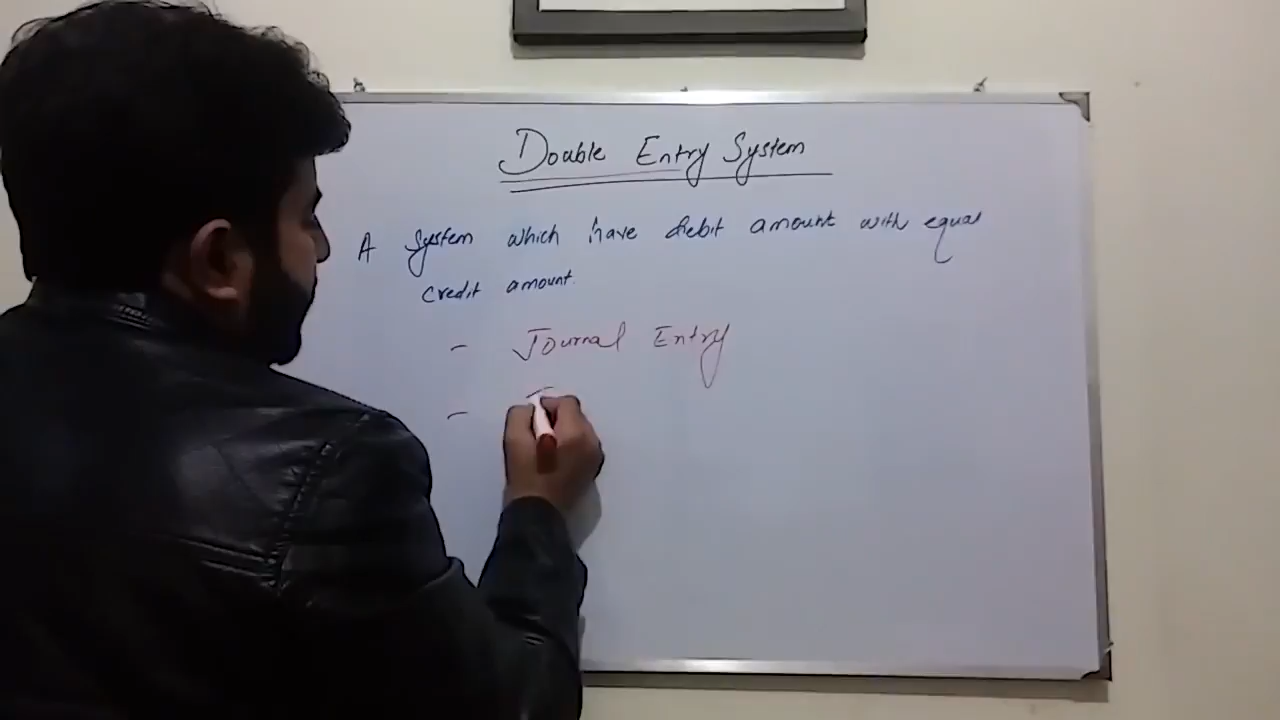 Double Entry System
A System which have debit amount with equal
credit amount.
- Journal Entry
-